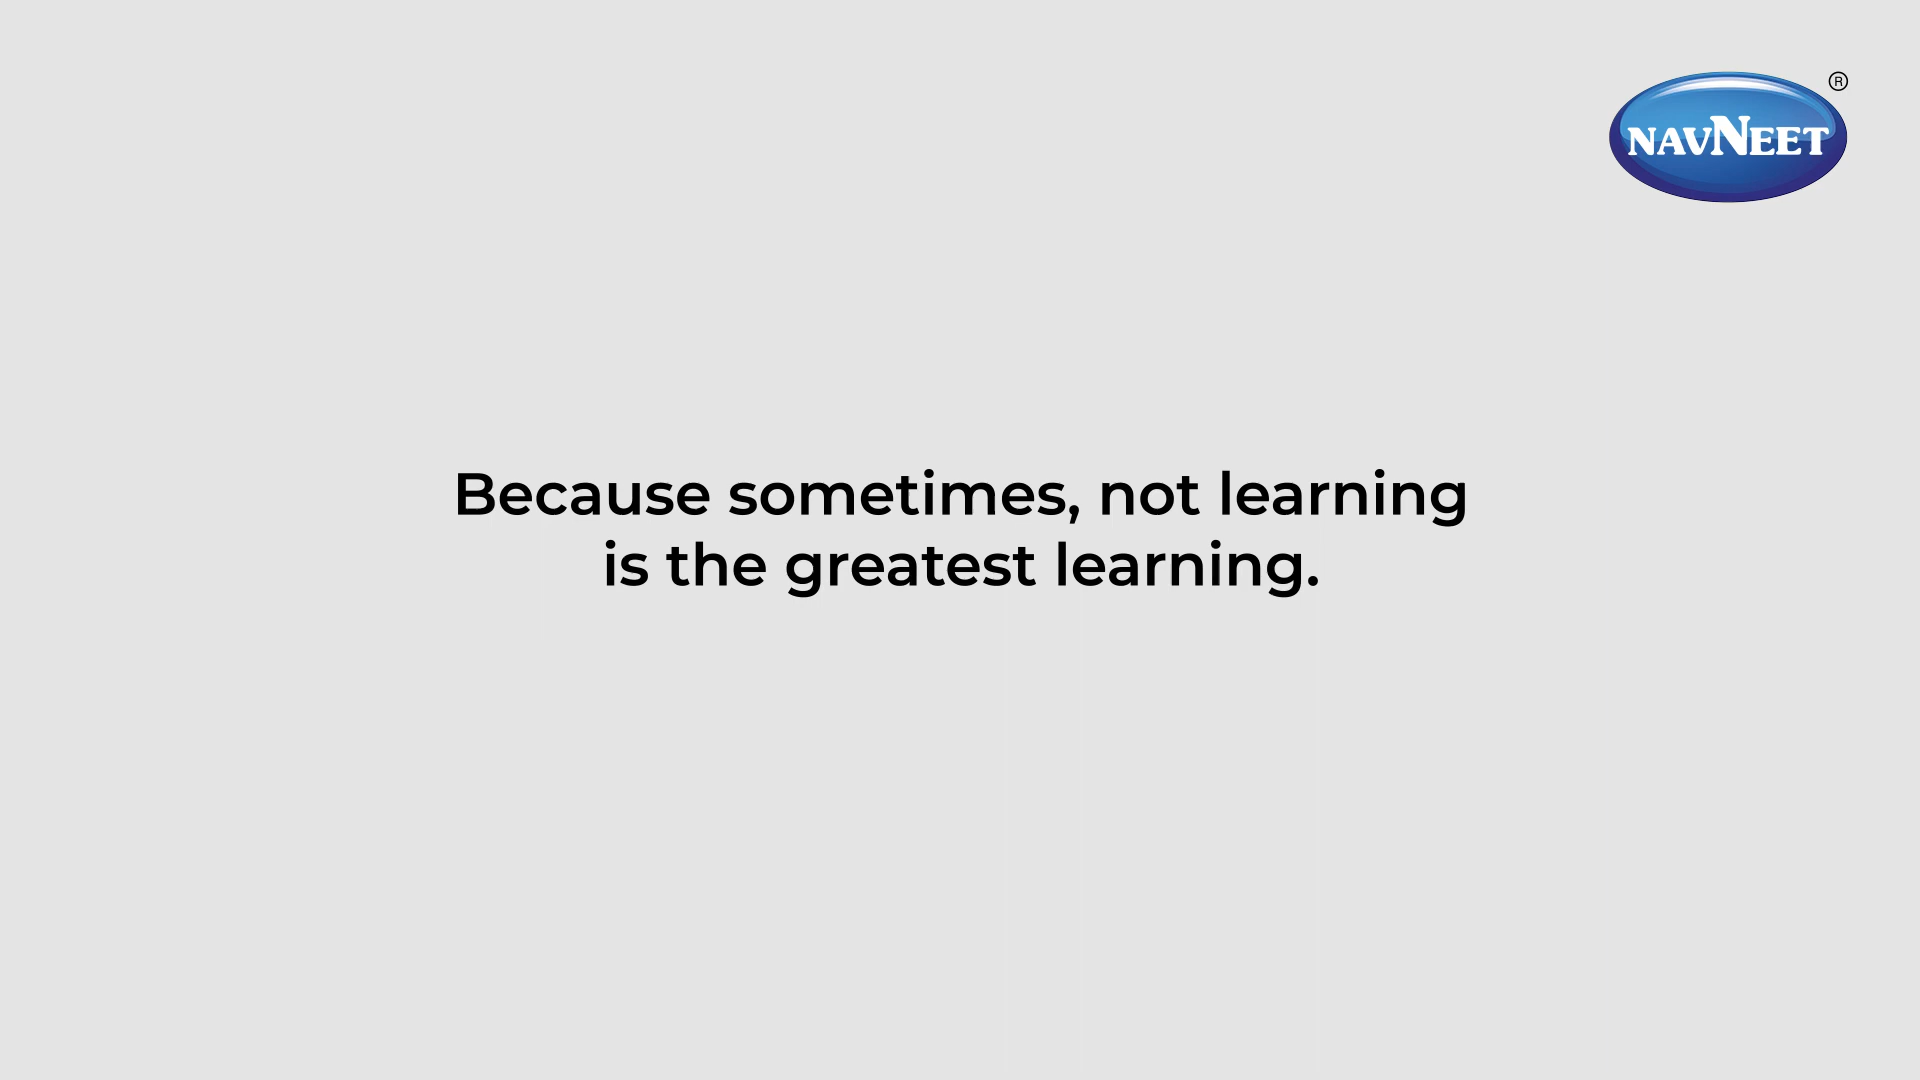 NAVNEET ®
Because sometimes, not learning
is the greatest learning.